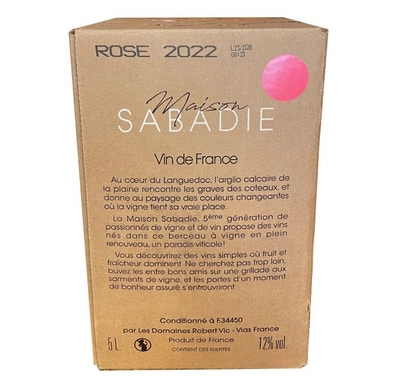 ROSE 2022
Maison
SABADIE
Vin de France
Au cœur du Languedoc, l'argilo calcaire de
la plaine rencontre les graves des coteaux, et
donne au paysage des couleurs changeantes
où la vigne tient sa vraie place.
La Maison Sabadie, 5ème génération de
passionnés de vigne et de vin propose des vins
nés dans ce berceau à vigne en plein
renouveau, un paradis viticole!
Vous découvrirez des vins simples où fruit et
fraîcheur dominent. Ne cherchez pas trop loin,
buvez les entre bons amis sur une grillade aux
sarments de vigne, et les portes d'un moment
de bonheur assuré s'entrouvriront
Conditionné à F.34450
par Les Domaines Robert Vic - Vias France
5 L.
Produit de France
CONTIENT DES SULFITES
12% vol.